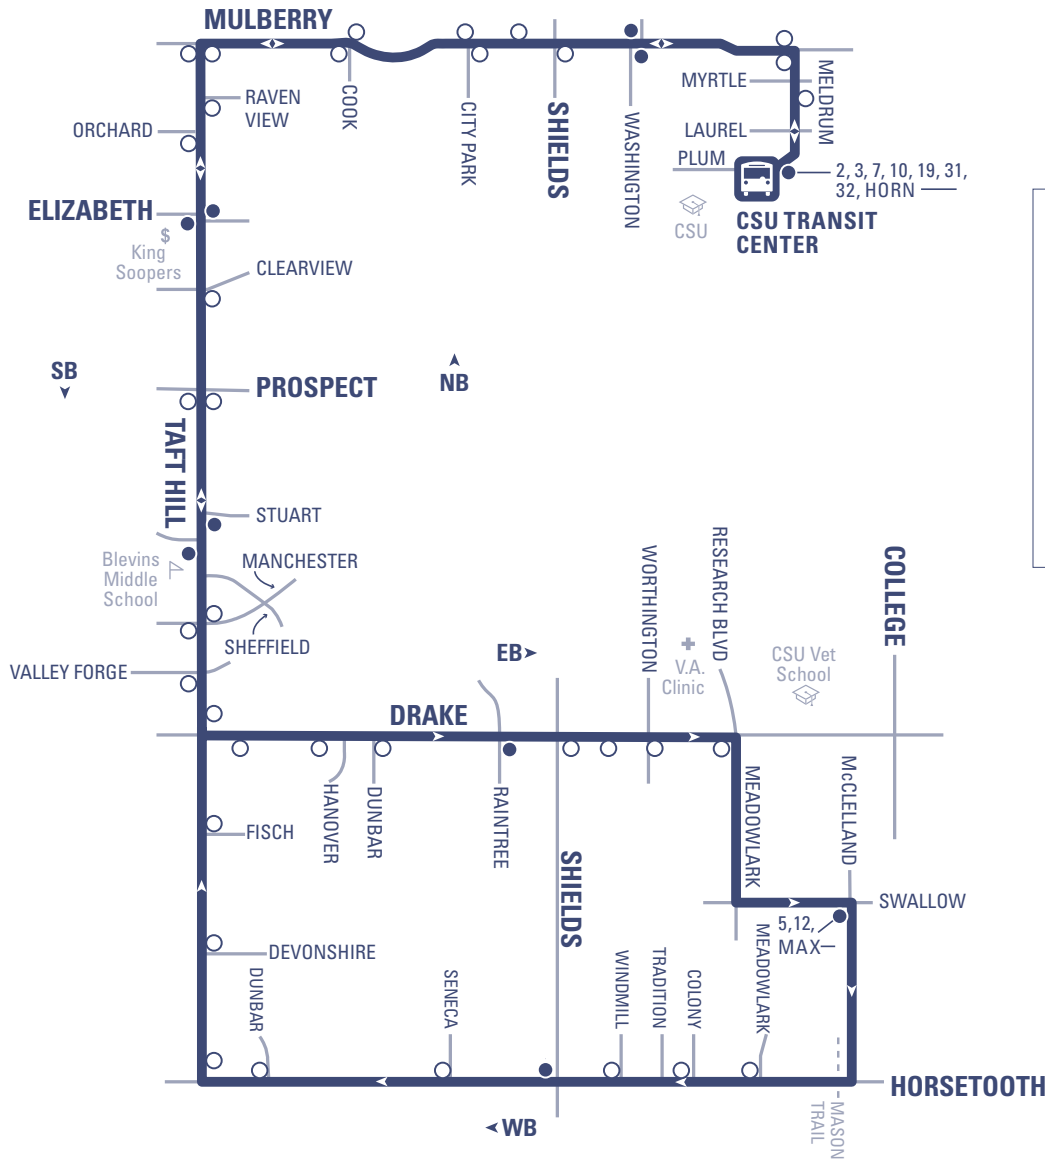 MULBERRY
RAVEN
VIEW
COOK
CITY PARK
SHIELDS
WASHINGTON
MYRTLE
MELDRUM
ORCHARD
LAUREL
PLUM
2, 3, 7, 10, 19, 31,
32, HORN
CSU TRANSIT
CENTER
CSU
ELIZABETH
$
King
Soopers
CLEARVIEW
SB
NB
PROSPECT
TAFT HILL
STUART
Blevins
Middle
School
MANCHESTER
SHEFFIELD
VALLEY FORGE
EB
WORTHINGTON
RESEARCH BLVD
V.A.
Clinic
CSU Vet
School
COLLEGE
DRAKE
HANOVER
DUNBAR
RAINTREE
MEADOWLARK
McCLELLAND
FISCH
SHIELDS
SWALLOW
5,12,
MAX
DEVONSHIRE
DUNBAR
SENECA
WINDMILL
TRADITION
COLONY
MEADOWLARK
HORSETOOTH
MASON
TRAIL
WB